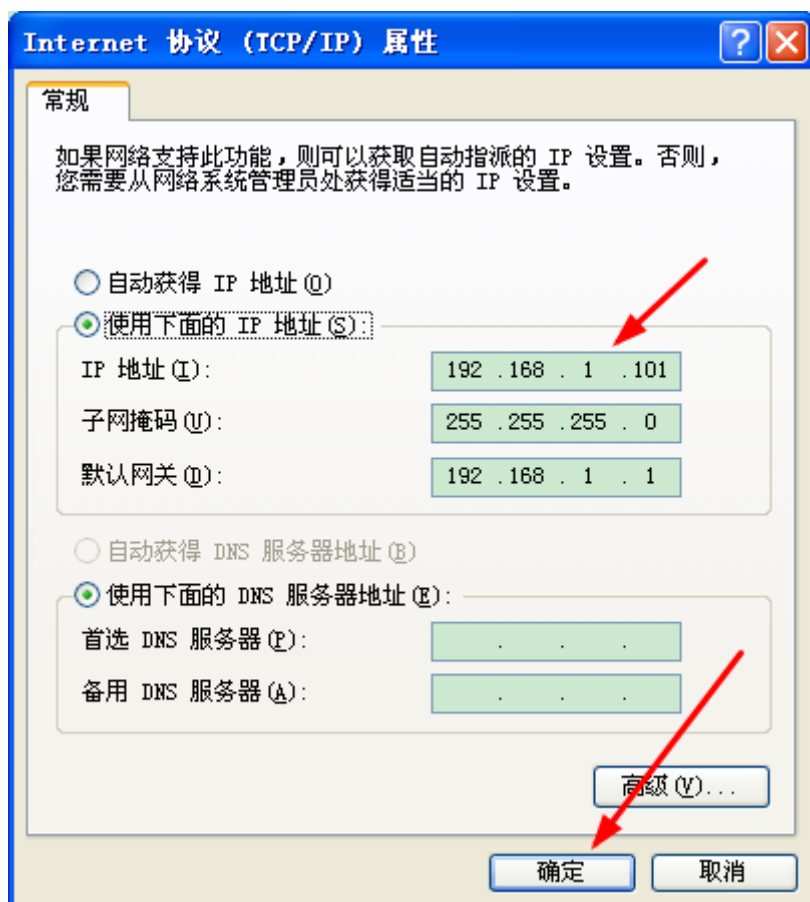 Internet 协议 (TCP/IP) 属性
常规
如果网络支持此功能，则可以获取自动指派的 IP 设置。否则，
您需要从网络系统管理员处获得适当的 IP 设置。
自动获得 IP 地址(O)
使用下面的 IP 地址(S):
IP 地址(I): 192 .168 . 1 .101
子网掩码(U): 255 .255 .255 . 0
默认网关(D): 192 .168 . 1 . 1
自动获得 DNS 服务器地址(B)
使用下面的 DNS 服务器地址(E):
首选 DNS 服务器(P): . . .
备用 DNS 服务器(A): . . .
高级(V)...
确定 取消